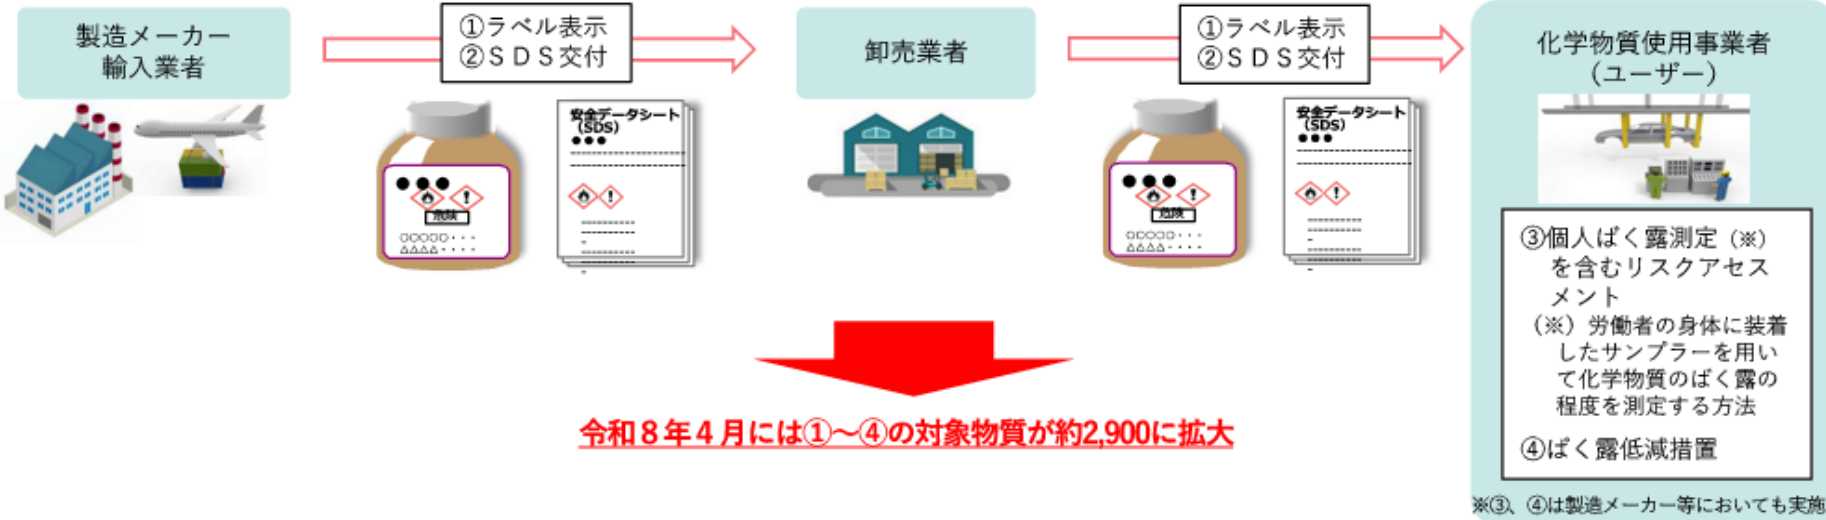 製造メーカー
輸入業者
①ラベル表示
②ＳＤＳ交付
卸売業者
①ラベル表示
②ＳＤＳ交付
化学物質使用事業者
(ユーザー)
●●●
危険
○○○○○・・・
△△△△・・・・
安全データシート
（SDS）
●●●
●●●
危険
○○○○○・・・
△△△△・・・・
安全データシート
（SDS）
●●●
③個人ばく露測定（※）
を含むリスクアセス
メント
（※）労働者の身体に装着
したサンプラーを用い
て化学物質のばく露の
程度を測定する方法
④ばく露低減措置
※③、④は製造メーカー等においても実施
令和８年４月には①～④の対象物質が約2,900に拡大